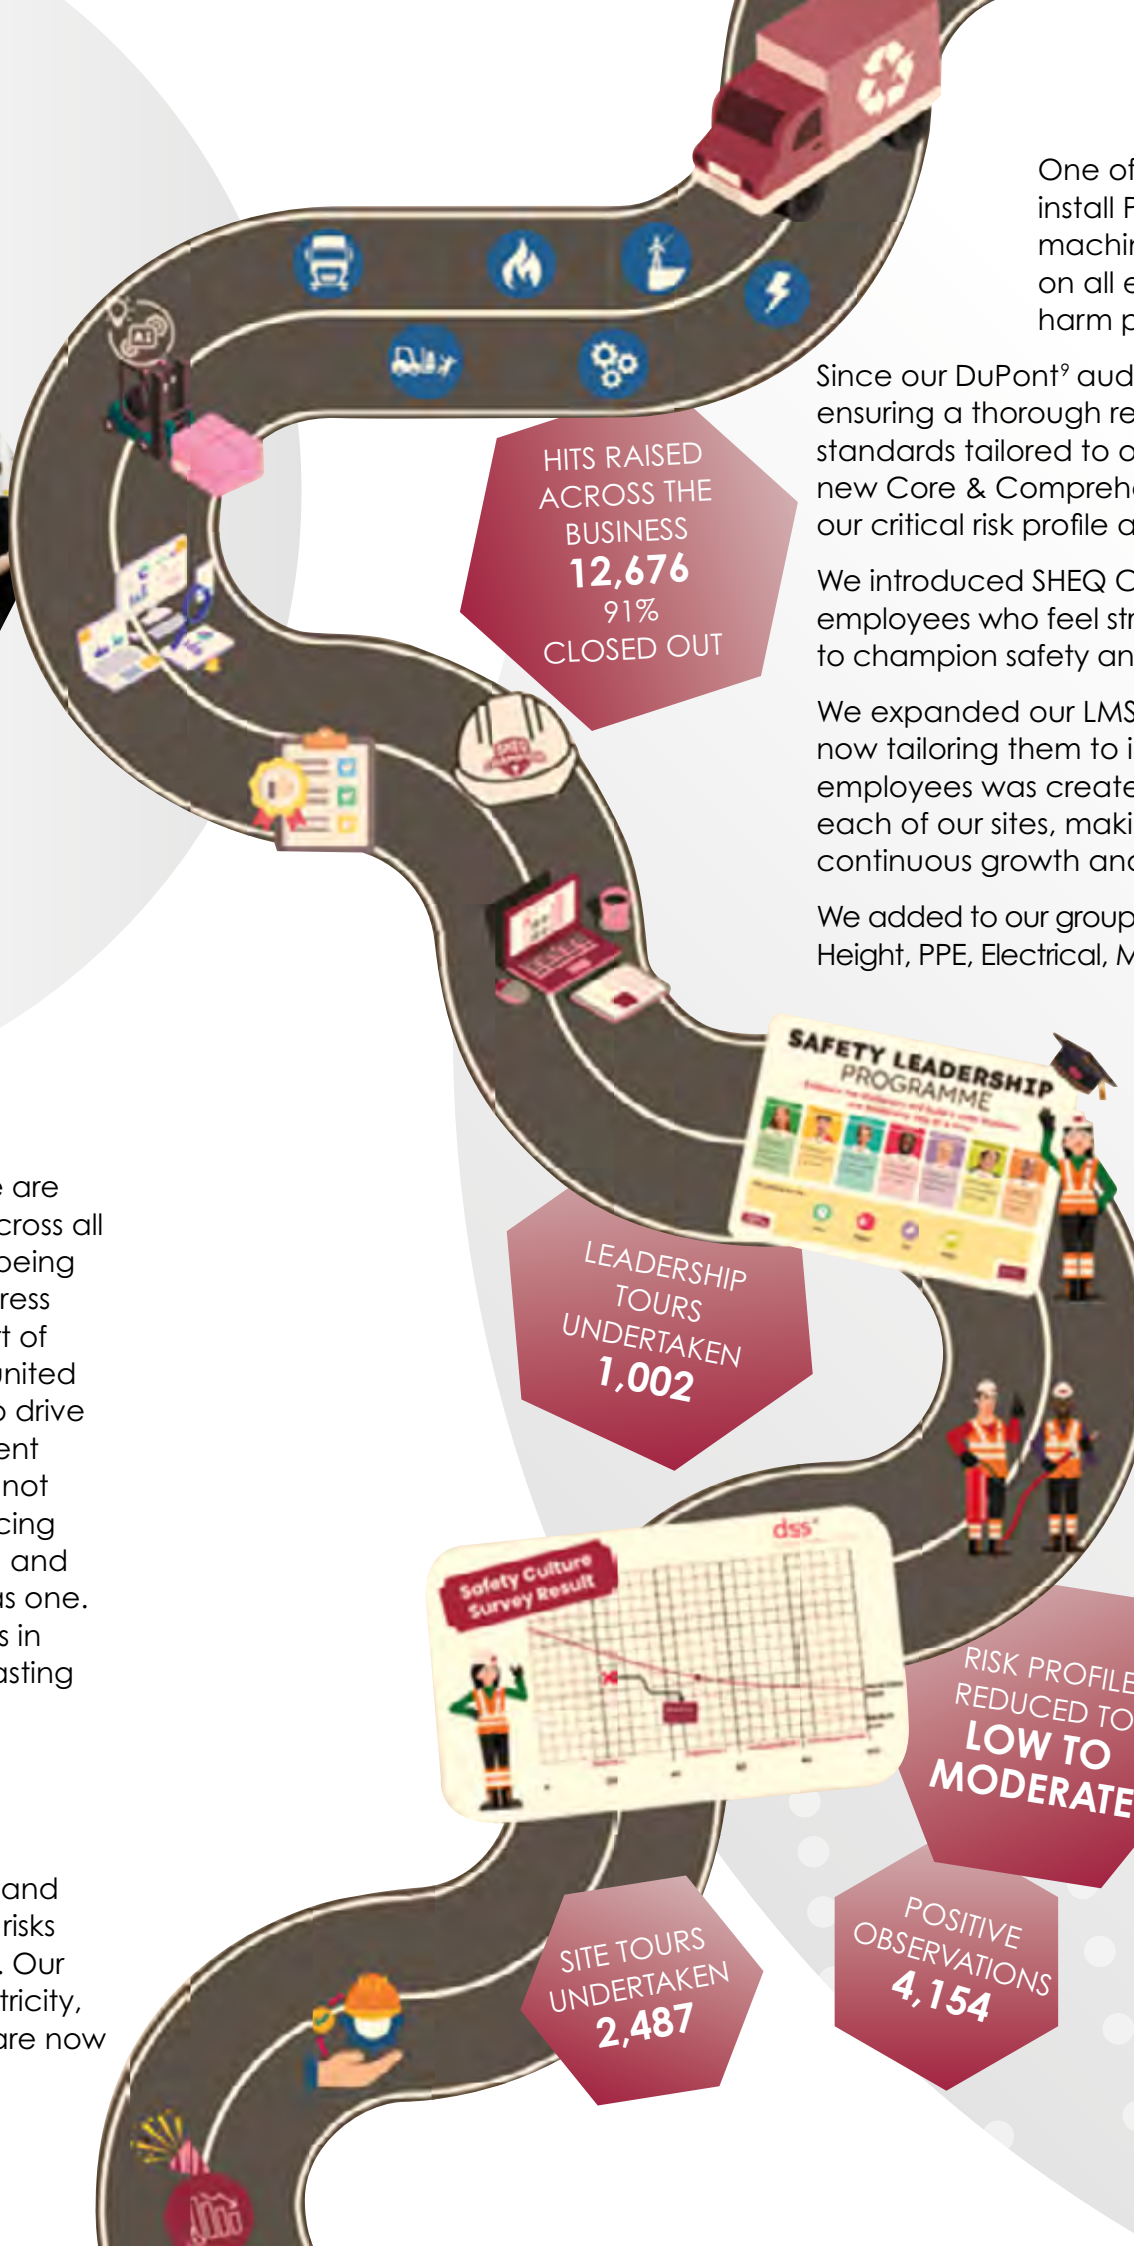 One of
install P
machin
on all e
harm p
Since our DuPont⁹ aud
ensuring a thorough re
standards tailored to o
new Core & Compreh
our critical risk profile a
We introduced SHEQ C
employees who feel str
to champion safety an
We expanded our LMS
now tailoring them to i
employees was create
each of our sites, maki
continuous growth and
We added to our group
Height, PPE, Electrical, M
AI
HITS RAISED
ACROSS THE
BUSINESS
12,676
91%
CLOSED OUT
SHEQ
SAFETY LEADERSHIP
PROGRAMME
LEADERSHIP
TOURS
UNDERTAKEN
1,002
e are
cross all
being
ress
t of
united
o drive
ent
not
cing
and
as one.
s in
asting
dss+
Safety Culture
Survey Result
RISK PROFILE
REDUCED TO
LOW TO
MODERATE
and
risks
. Our
tricity,
are now
SITE TOURS
UNDERTAKEN
2,487
POSITIVE
OBSERVATIONS
4,154